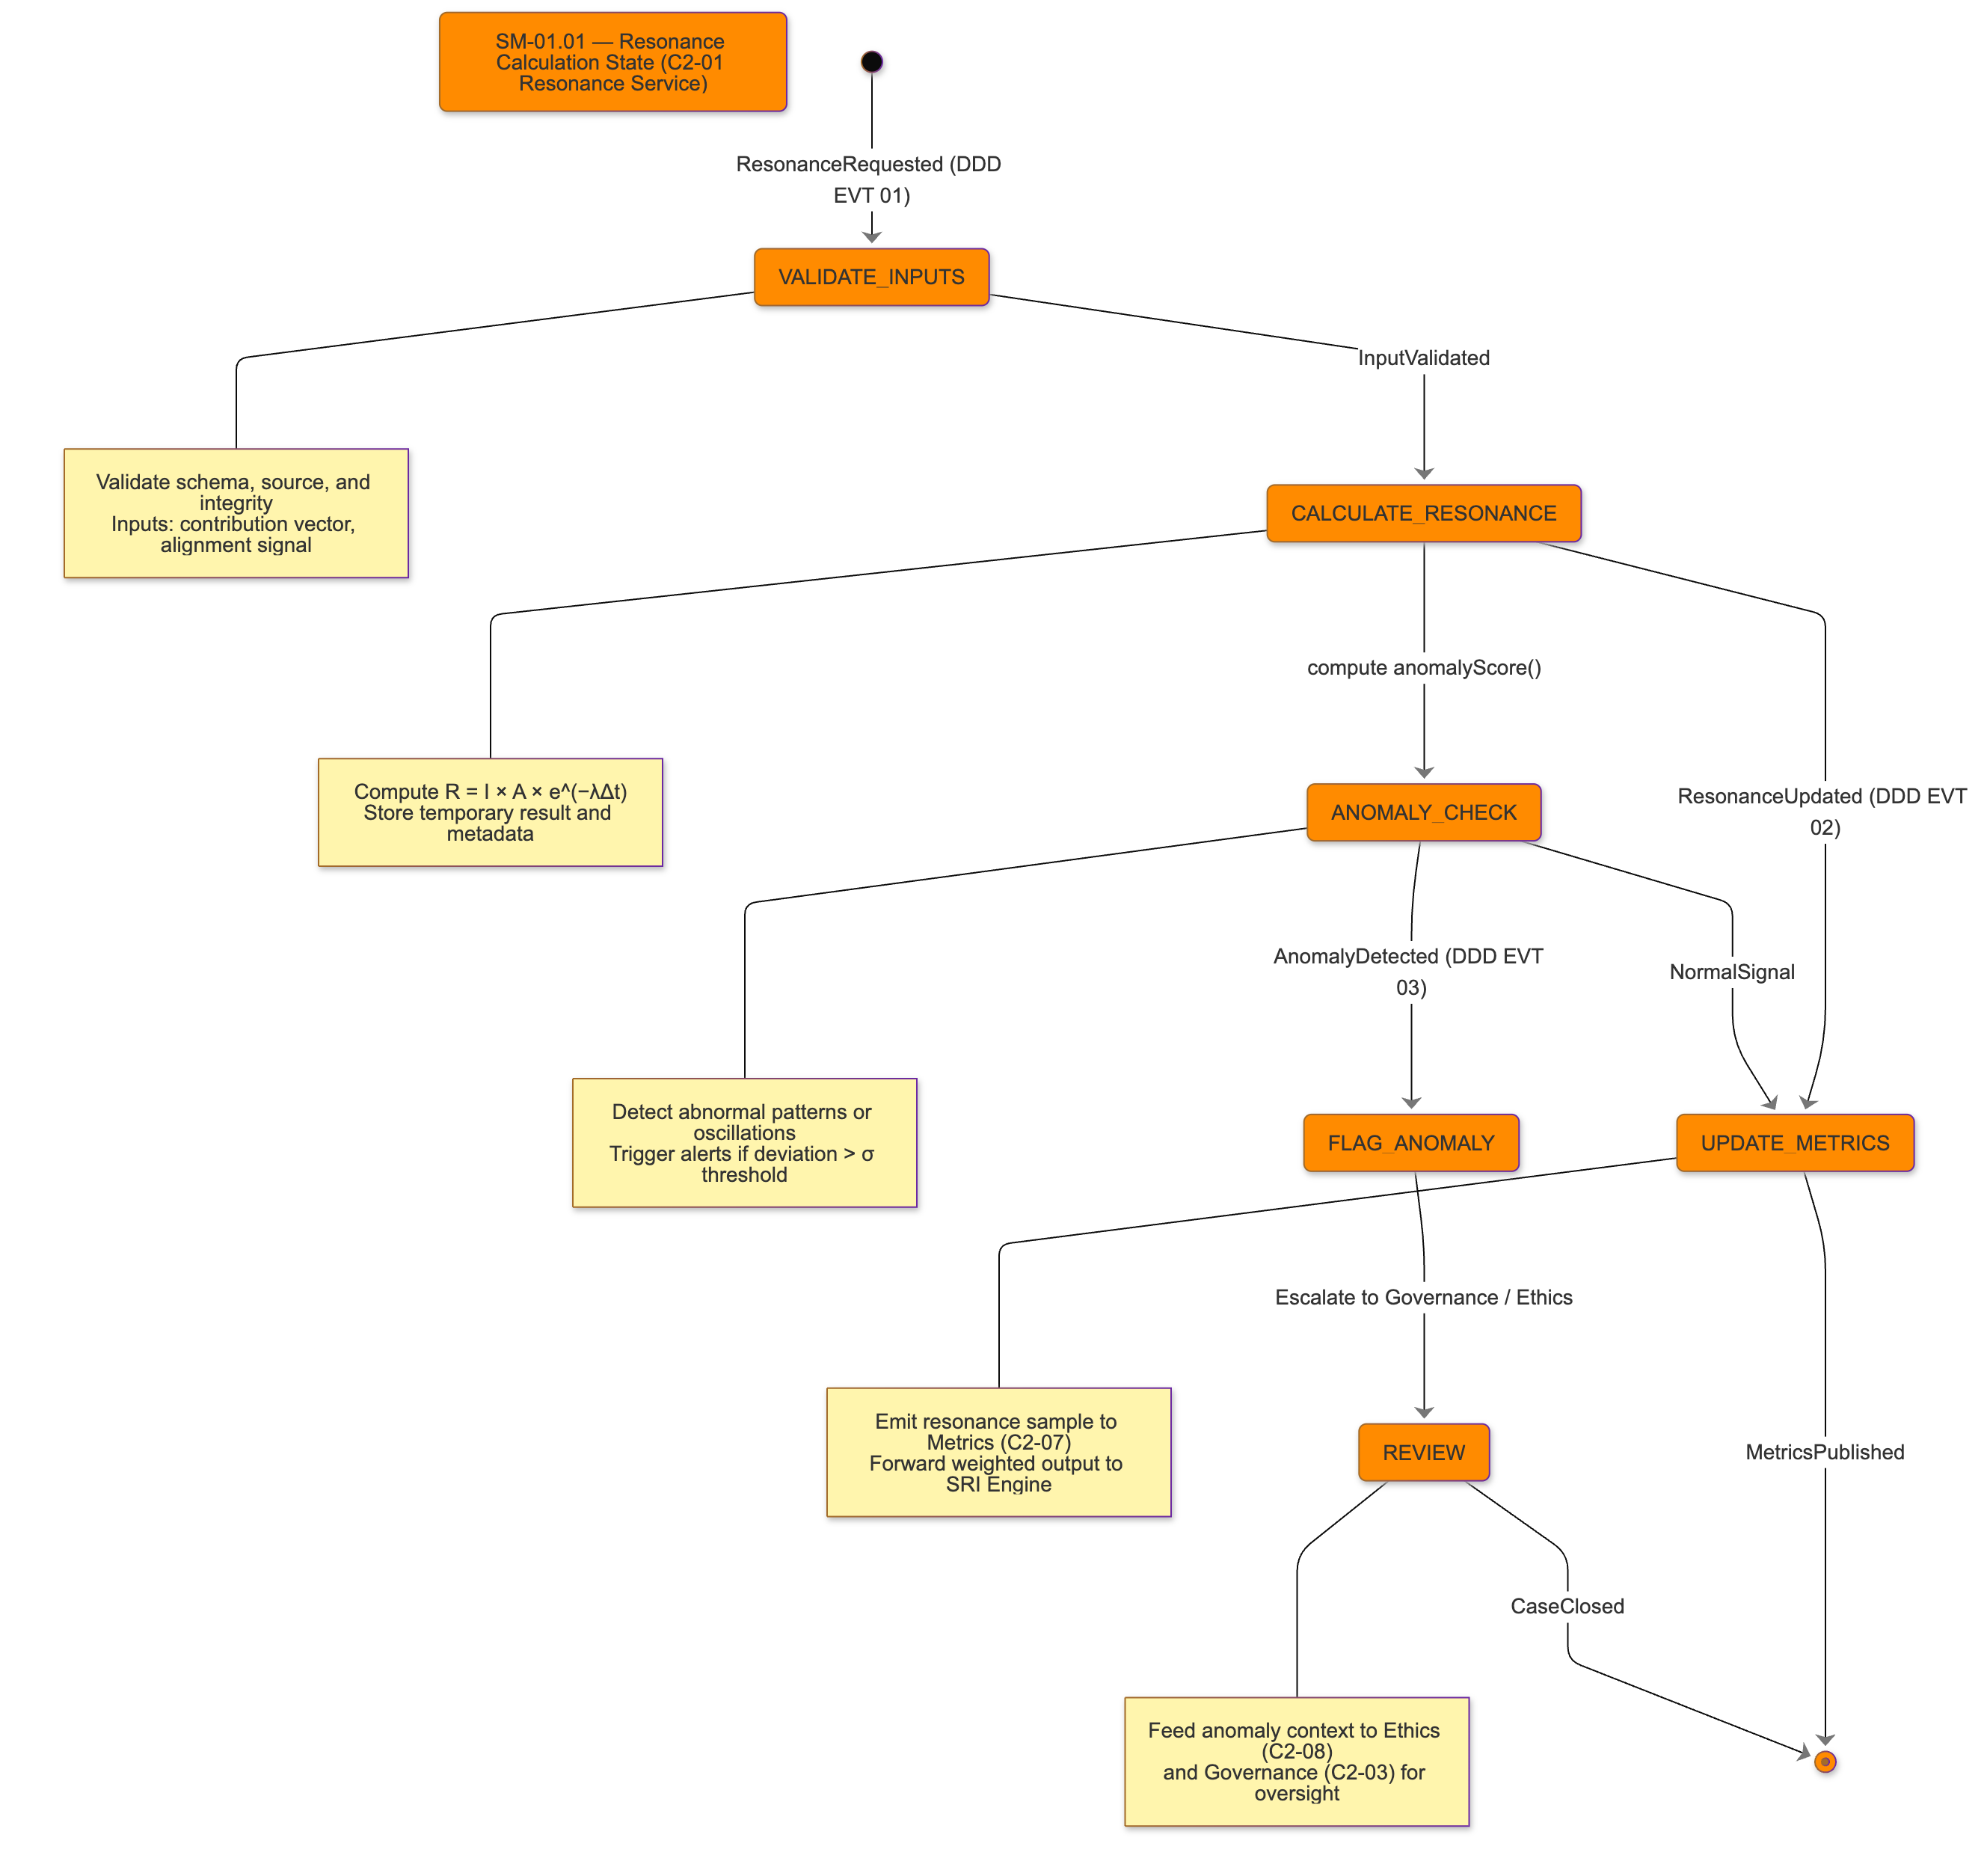 SM-01.01 — Resonance
Calculation State (C2-01
Resonance Service)
ResonanceRequested (DDD
EVT 01)
VALIDATE_INPUTS
InputValidated
Validate schema, source, and
integrity
Inputs: contribution vector,
alignment signal
CALCULATE_RESONANCE
compute anomalyScore()
Compute R = I × A × e^(−λΔt)
Store temporary result and
metadata
ANOMALY_CHECK
ResonanceUpdated (DDD EVT
02)
AnomalyDetected (DDD EVT
03)
NormalSignal
Detect abnormal patterns or
oscillations
Trigger alerts if deviation > σ
threshold
FLAG_ANOMALY
UPDATE_METRICS
Escalate to Governance / Ethics
Emit resonance sample to
Metrics (C2-07)
Forward weighted output to
SRI Engine
REVIEW
MetricsPublished
CaseClosed
Feed anomaly context to Ethics
(C2-08)
and Governance (C2-03) for
oversight